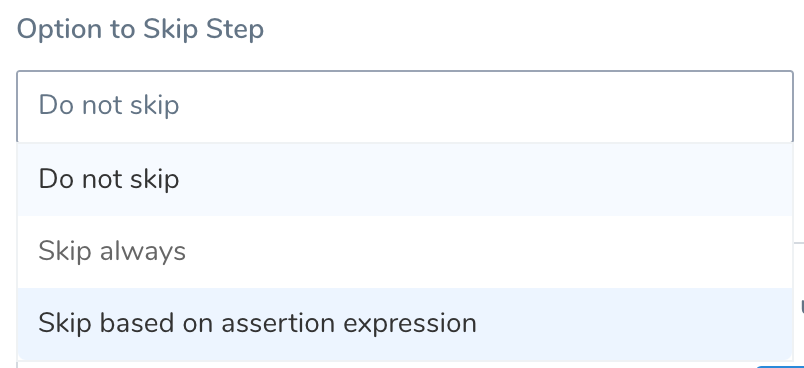 Option to Skip Step
Do not skip
Do not skip
Skip always
Skip based on assertion expression